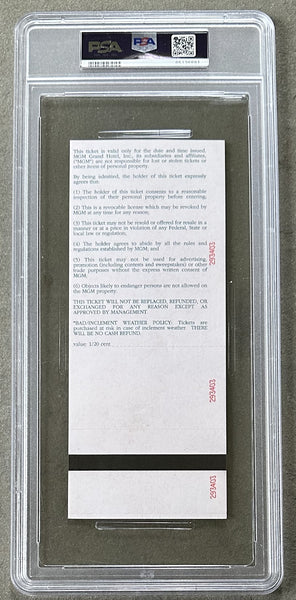 PSA
PSA
This ticket is valid only for the date and time issued.
MGM Grand Hotel, Inc., its subsidiaries and affiliates,
("MGM") are not responsible for lost or stolen tickets or
other items of personal property.
By being admitted, the holder of this ticket expressly
agrees that:
(1) The holder of this ticket consents to a reasonable
inspection of their personal property before entering;
(2) This is a revocable license which may be revoked by
MGM at any time for any reason;
(3) This ticket may not be resold or offered for resale in a
manner or at a price in violation of any Federal, State or
local law or regulation;
(4) The holder agrees to abide by all the rules and
regulations established by MGM; and
(5) This ticket may not be used for advertising,
promotion (including contests and sweepstakes) or other
trade purposes without the express written consent of
MGM.
(6) Objects likely to endanger persons are not allowed on
the MGM property.
THIS TICKET WILL NOT BE REPLACED, REFUNDED, OR
EXCHANGED FOR ANY REASON EXCEPT AS
APPROVED BY MANAGEMENT
*BAD/INCLEMENT WEATHER POLICY: Tickets are
purchased at risk in case of inclement weather THERE
WILL BE NO CASH REFUND.
value: 1/20 cent
293403
293403
293403